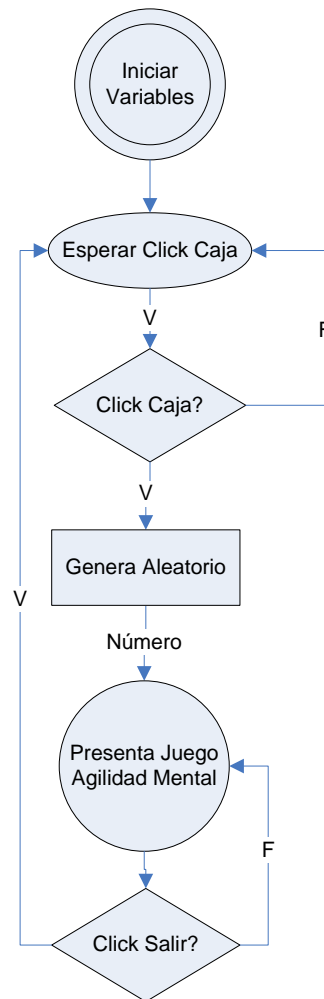 Iniciar
Variables
Esperar Click Caja
V
F
Click Caja?
V
Genera Aleatorio
V
Número
Presenta Juego
Agilidad Mental
F
Click Salir?